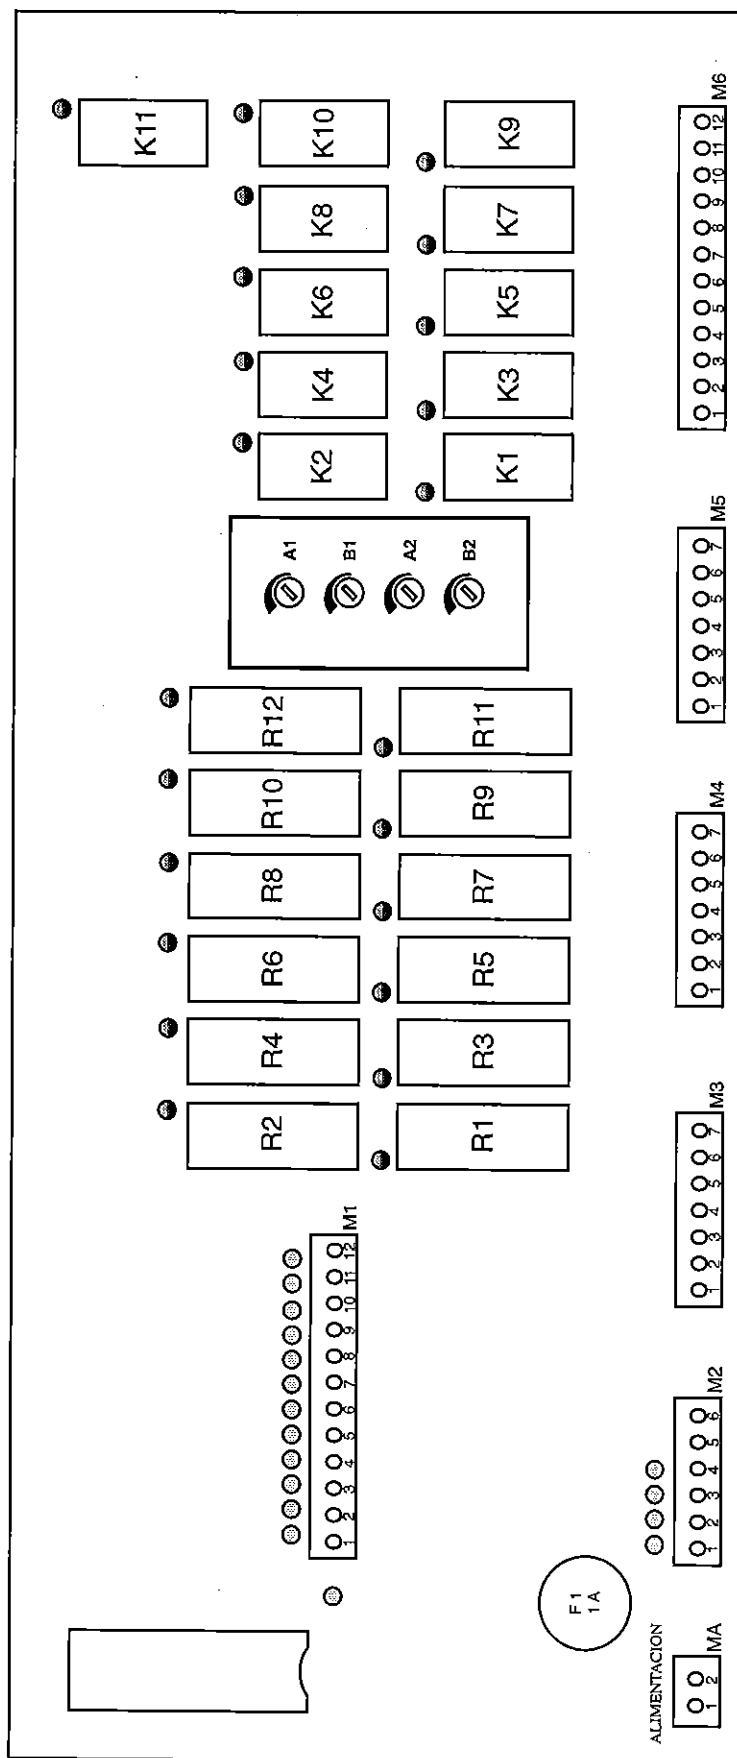 K11
K10
K9
K8
K7
K6
K5
K4
K3
K2
K1
A1
B1
A2
B2
R12
R11
R10
R9
R8
R7
R6
R5
R4
R3
R2
R1
M1
1 2 3 4 5 6 7 8 9 10 11 12
F1
1A
ALIMENTACION
MA
1 2
M2
1 2 3 4 5 6
M3
1 2 3 4 5 6 7
M4
1 2 3 4 5 6 7
M5
1 2 3 4 5 6 7
M6
1 2 3 4 5 6 7 8 9 10 11 12